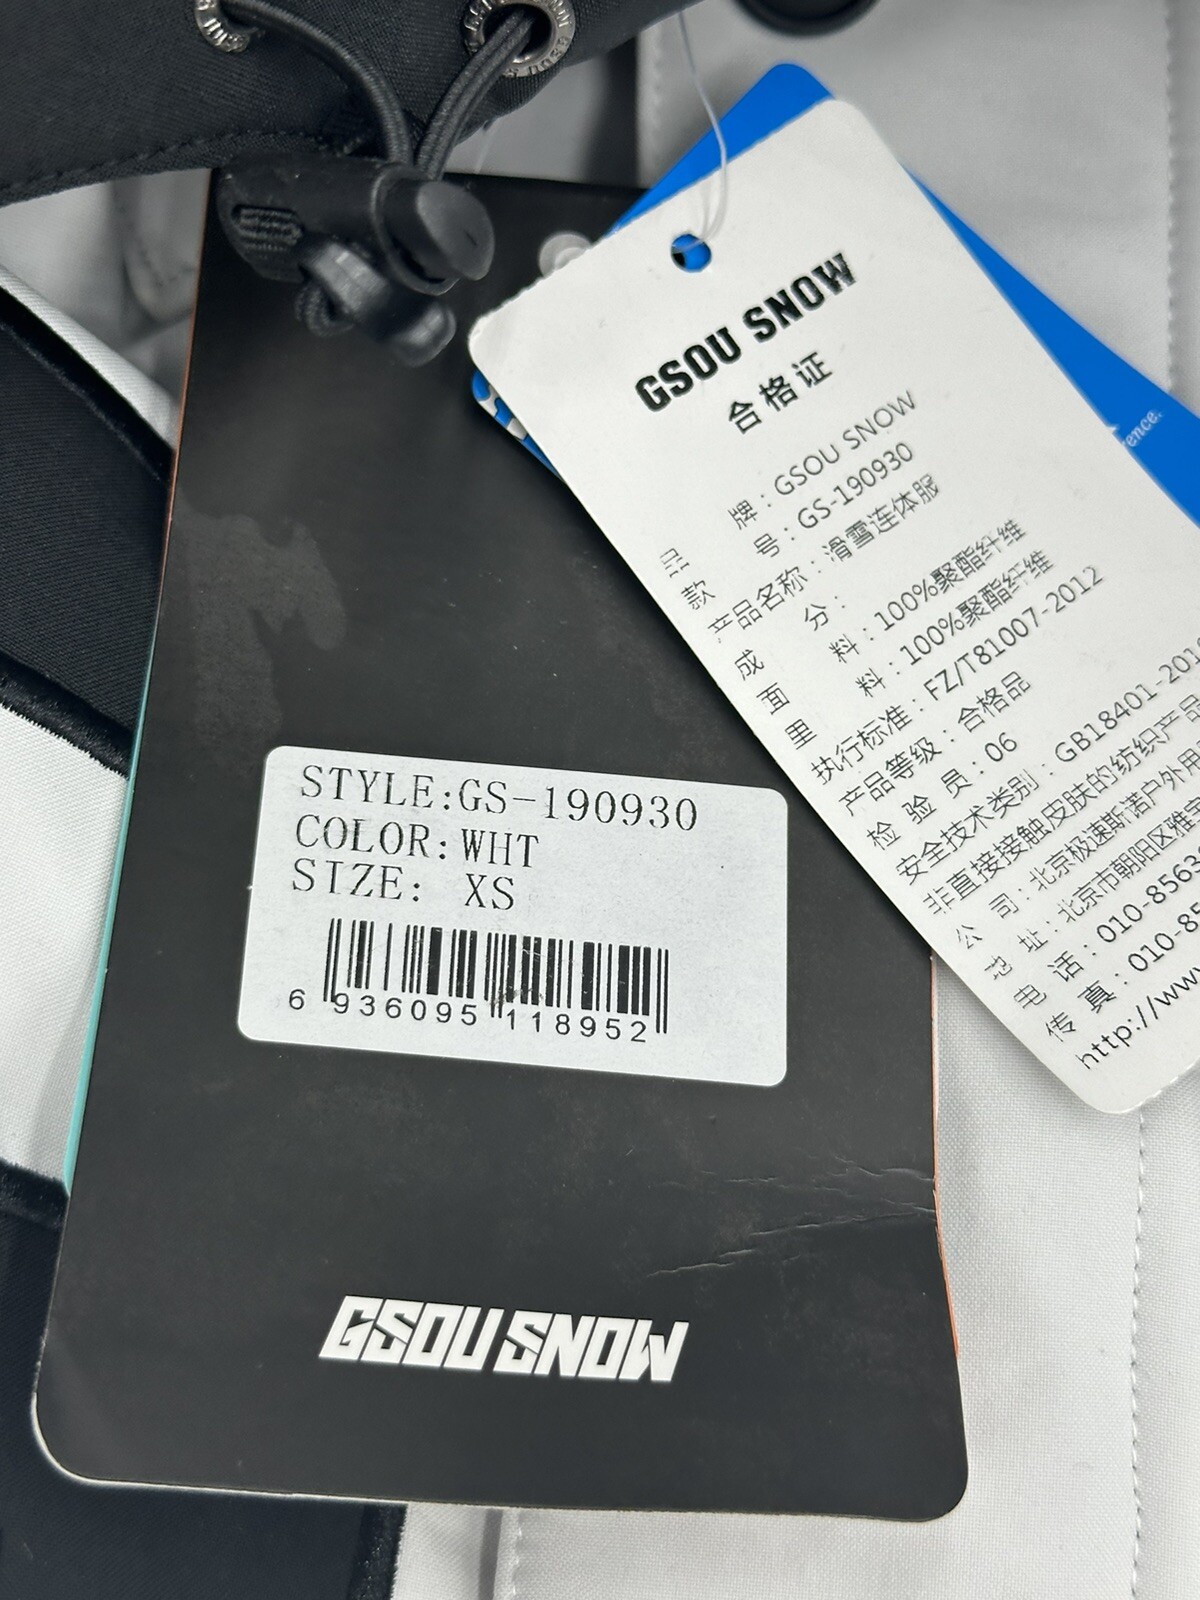 GSOU SNOW
合格证
品 牌：GSOU SNOW
款 号：GS-190930
产品名称：滑雪连体服
成 分：
面 料：100%聚酯纤维
里 料：100%聚酯纤维
执行标准：FZ/T81007-2012
产品等级：合格品
检 验 员：06
安全技术类别：GB18401-201
非直接接触皮肤的纺织产品
公 司：北京极速斯诺户外用
地 址：北京市朝阳区雅宝
电 话：010-8563
传 真：010-85
http://www
ence.
STYLE:GS-190930
COLOR:WHT
SIZE: XS
6 936095 118952
GSOU SNOW